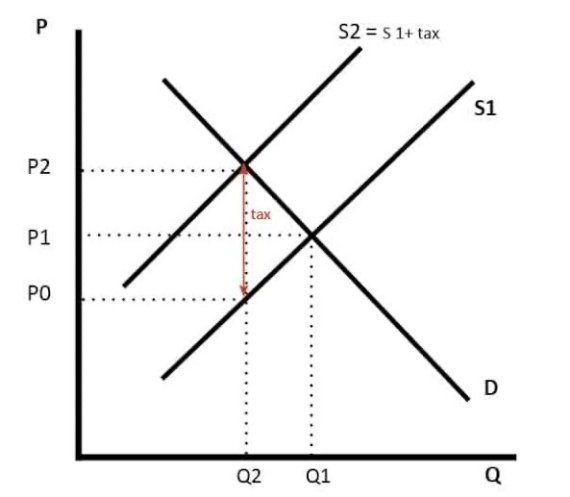 P
S2 = S 1+ tax
S1
P2
tax
P1
P0
D
Q2 Q1 Q